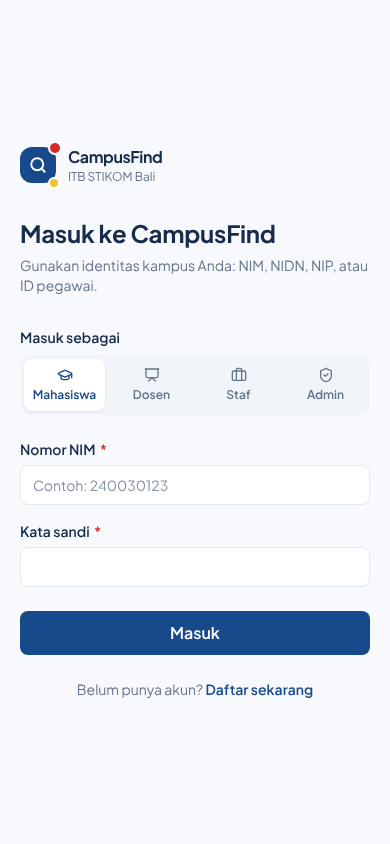 CampusFind
ITB STIKOM Bali
Masuk ke CampusFind
Gunakan identitas kampus Anda: NIM, NIDN, NIP, atau
ID pegawai.
Masuk sebagai
Mahasiswa
Dosen
Staf
Admin
Nomor NIM *
Contoh: 240030123
Kata sandi *
Masuk
Belum punya akun? Daftar sekarang